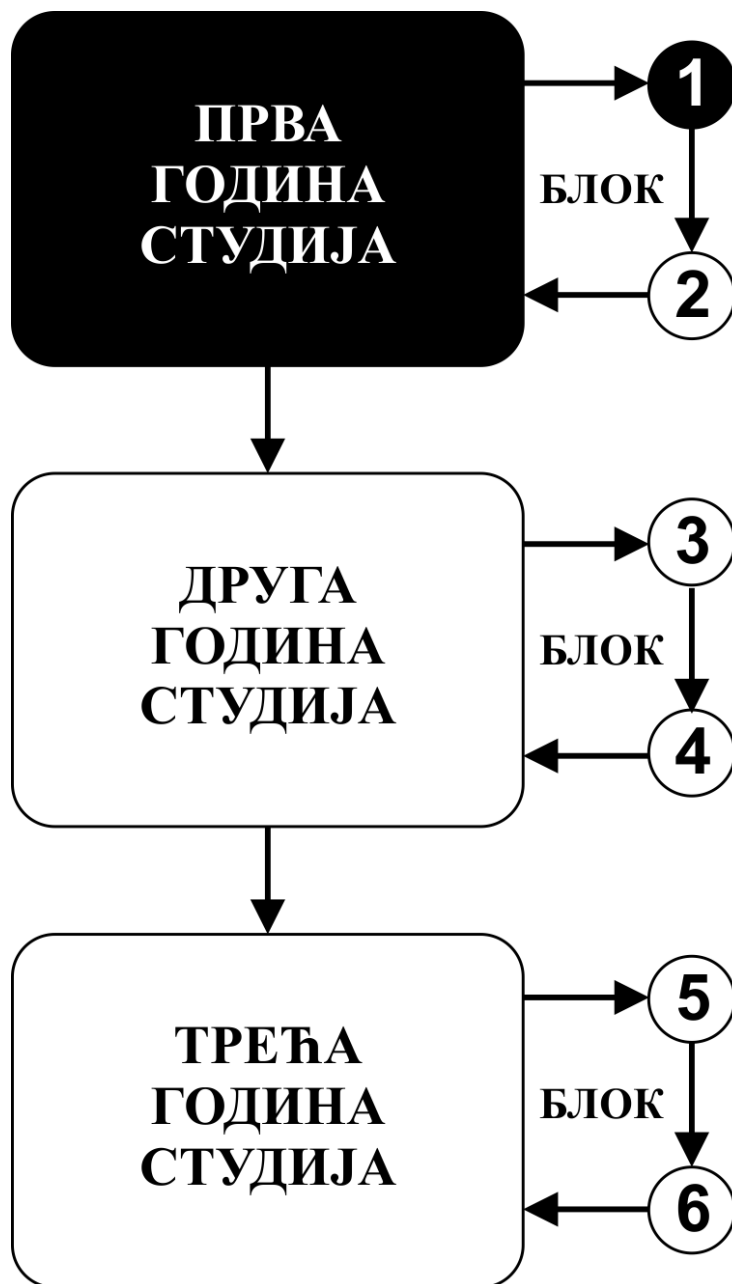 ПРВА
ГОДИНА
СТУДИЈА
1
БЛОК
2
ДРУГА
ГОДИНА
СТУДИЈА
3
БЛОК
4
ТРЕЋА
ГОДИНА
СТУДИЈА
5
БЛОК
6